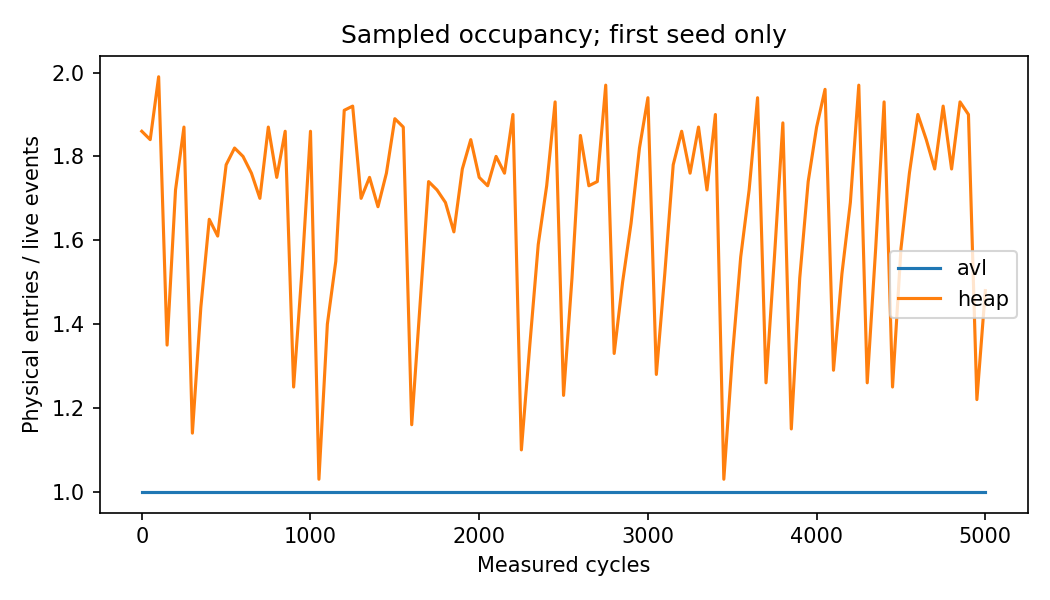 Sampled occupancy; first seed only
Physical entries / live events
2.0
1.8
1.6
1.4
1.2
1.0
avl
heap
0
1000
2000
3000
4000
5000
Measured cycles